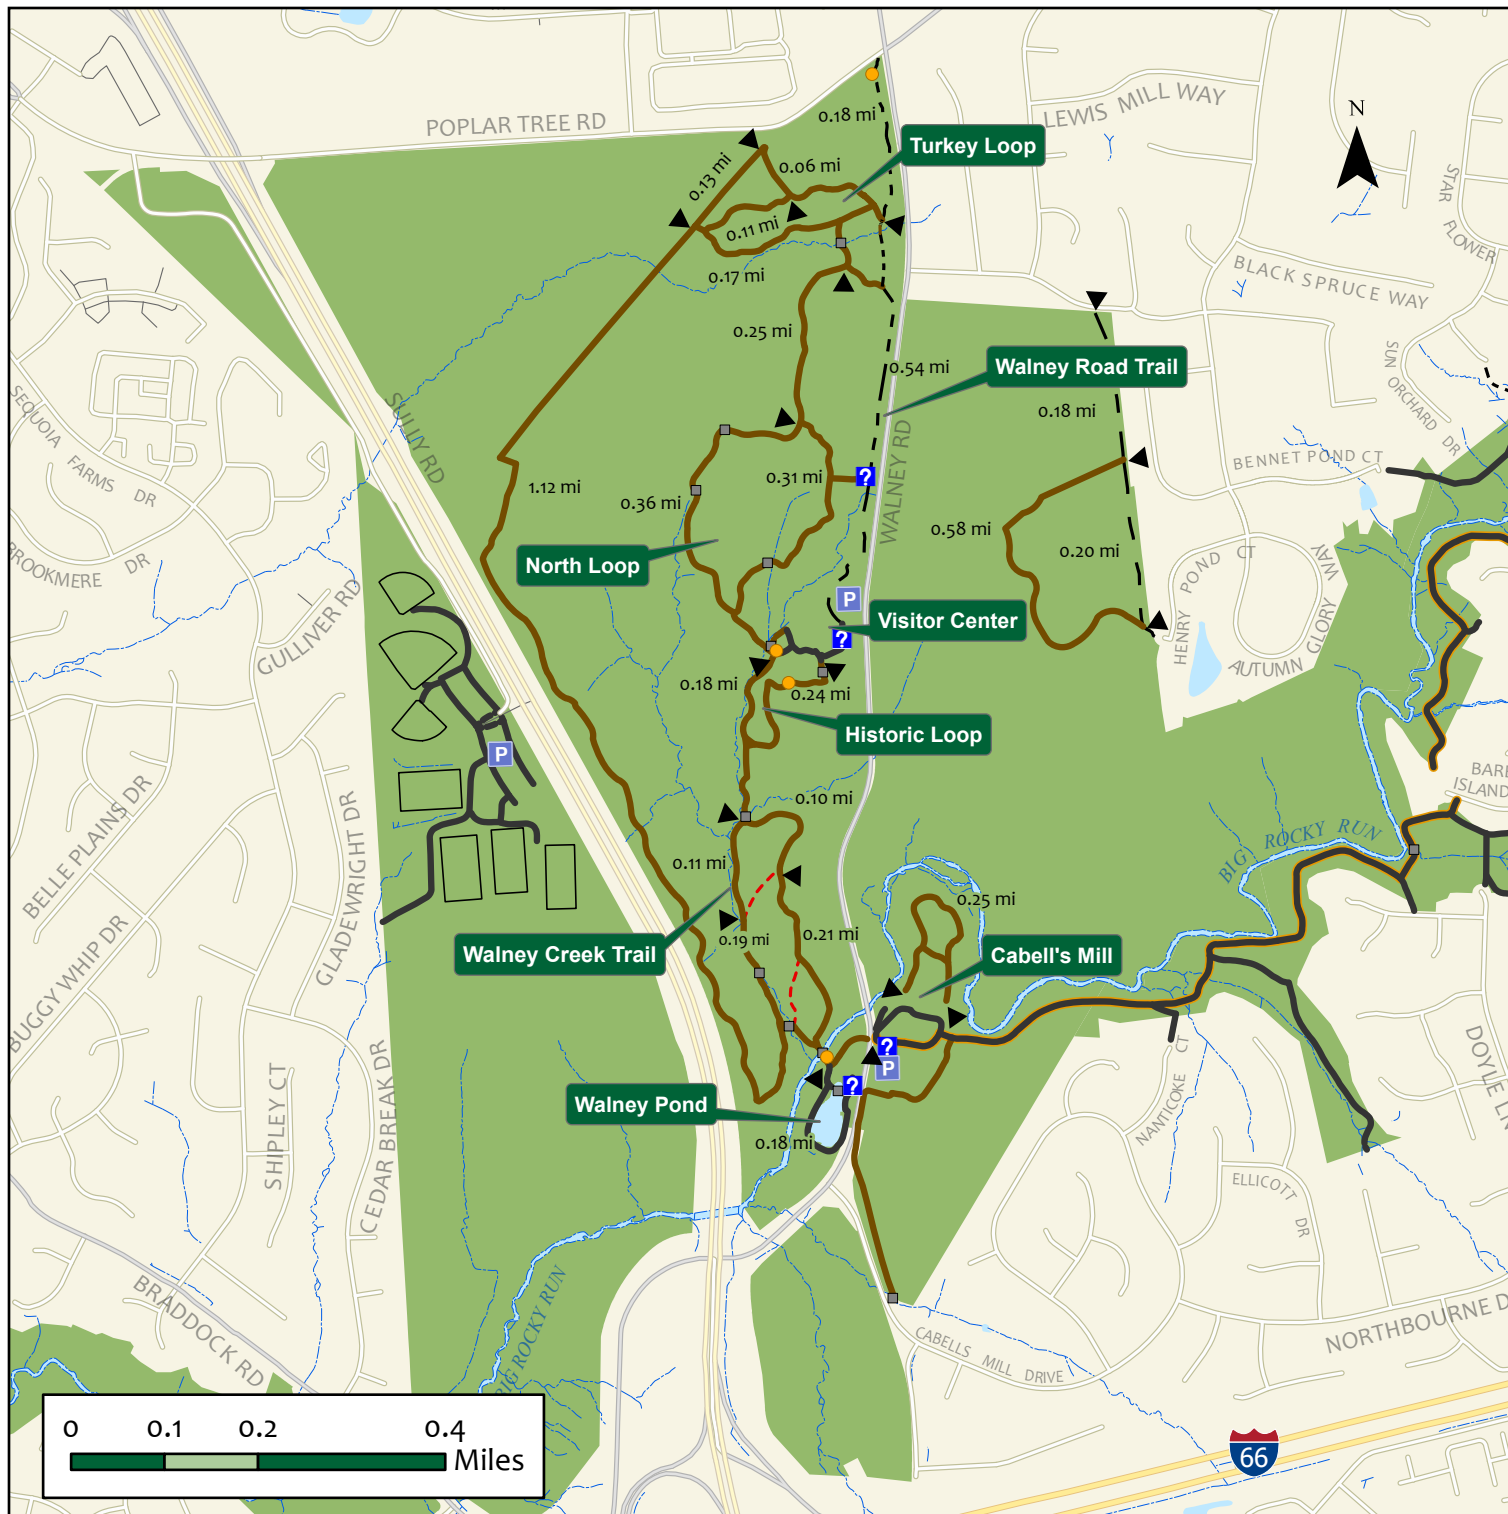 POPLAR TREE RD
0.18 mi
LEWIS MILL WAY
N
Turkey Loop
0.13 mi
0.06 mi
STAR FLOWER
0.11 mi
0.17 mi
BLACK SPRUCE WAY
0.25 mi
0.54 mi
Walney Road Trail
SUN ORCHARD DR
SULLY RD
0.18 mi
SEQUOIA FARMS DR
WALNEY RD
BENNET POND CT
0.31 mi
?
1.12 mi
0.36 mi
0.58 mi
0.20 mi
BROOKMERE DR
North Loop
HENRY POND CT
AUTUMN GLORY WAY
P
GULLIVER RD
Visitor Center
?
0.18 mi
0.24 mi
Historic Loop
P
BELLE PLAINS DR
GLADEWRIGHT DR
0.10 mi
BIG ROCKY RUN
ISLAND
0.11 mi
BUGGY WHIP DR
0.25 mi
0.19 mi
0.21 mi
Walney Creek Trail
Cabell's Mill
?
P
?
SHIPLEY CT
CEDAR BREAK DR
Walney Pond
0.18 mi
NANTICOKE CT
DOYLE LN
ELLICOTT DR
BRADDOCK RD
BIG ROCKY RUN
CABELLS MILL DRIVE
NORTHBOURNE D
0 0.1 0.2 0.4
Miles
66